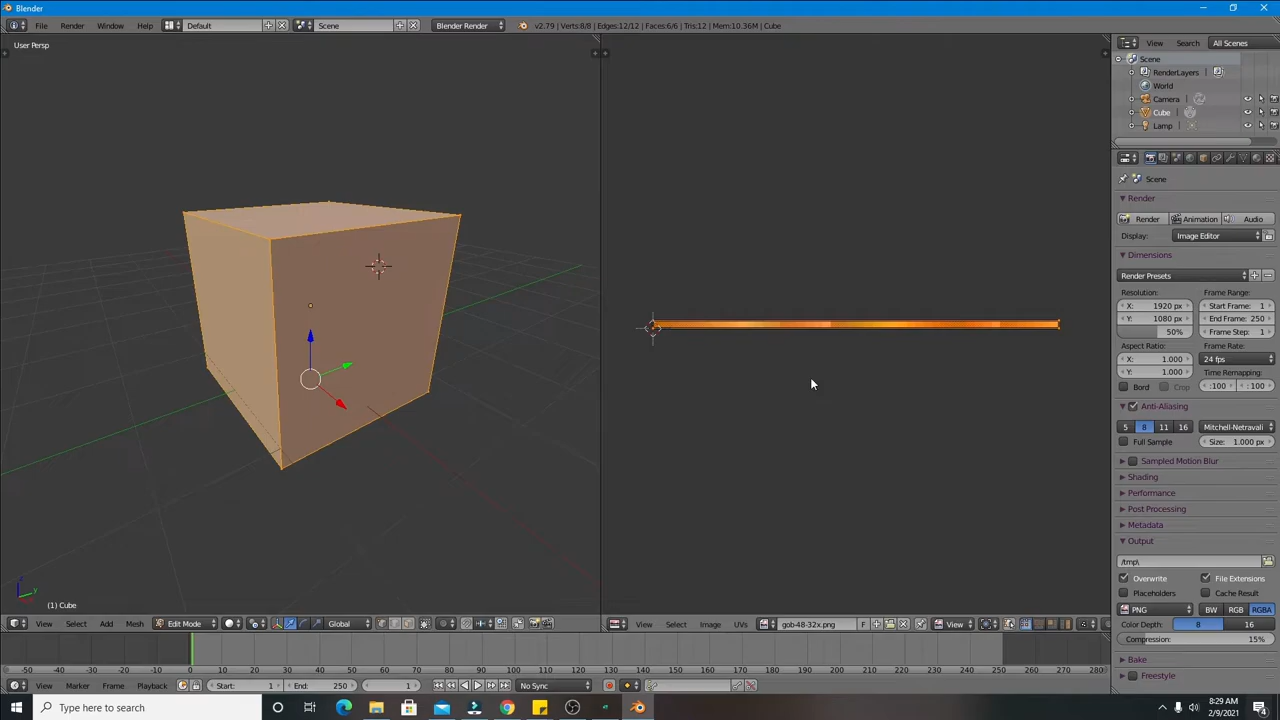 Blender
File Render Window Help Default Scene Blender Render v2.79 | Verts:8/8 | Edges:12/12 | Faces:6/6 | Tris:12 | Mem:10.36M | Cube
User Persp
View Search All Scenes
Scene
RenderLayers
World
Camera
Cube
Lamp
Scene
Render
Render Animation Audio
Display: Image Editor
Dimensions
Render Presets
Resolution: Frame Range:
X: 1920 px Start Frame: 1
Y: 1080 px End Frame: 250
50% Frame Step: 1
Aspect Ratio: Frame Rate:
X: 1.000 24 fps
Y: 1.000 Time Remapping:
Bord Crop :100 :100
Anti-Aliasing
5 8 11 16 Mitchell-Netravali
Full Sample Size: 1.000 px
Sampled Motion Blur
Shading
Performance
Post Processing
Metadata
Output
/tmp\
Overwrite File Extensions
Placeholders Cache Result
PNG BW RGB RGBA
Color Depth: 8 16
Compression: 15%
Bake
Freestyle
(1) Cube
View Select Add Mesh Edit Mode Global
View Select Image UVs gob-48-32x.png F View
-50 -40 -30 -20 -10 0 10 20 30 40 50 60 70 80 90 100 110 120 130 140 150 160 170 180 190 200 210 220 230 240 250 260 270 280
View Marker Frame Playback Start: 1 End: 250 1 No Sync
Type here to search
8:29 AM
2/9/2021
4